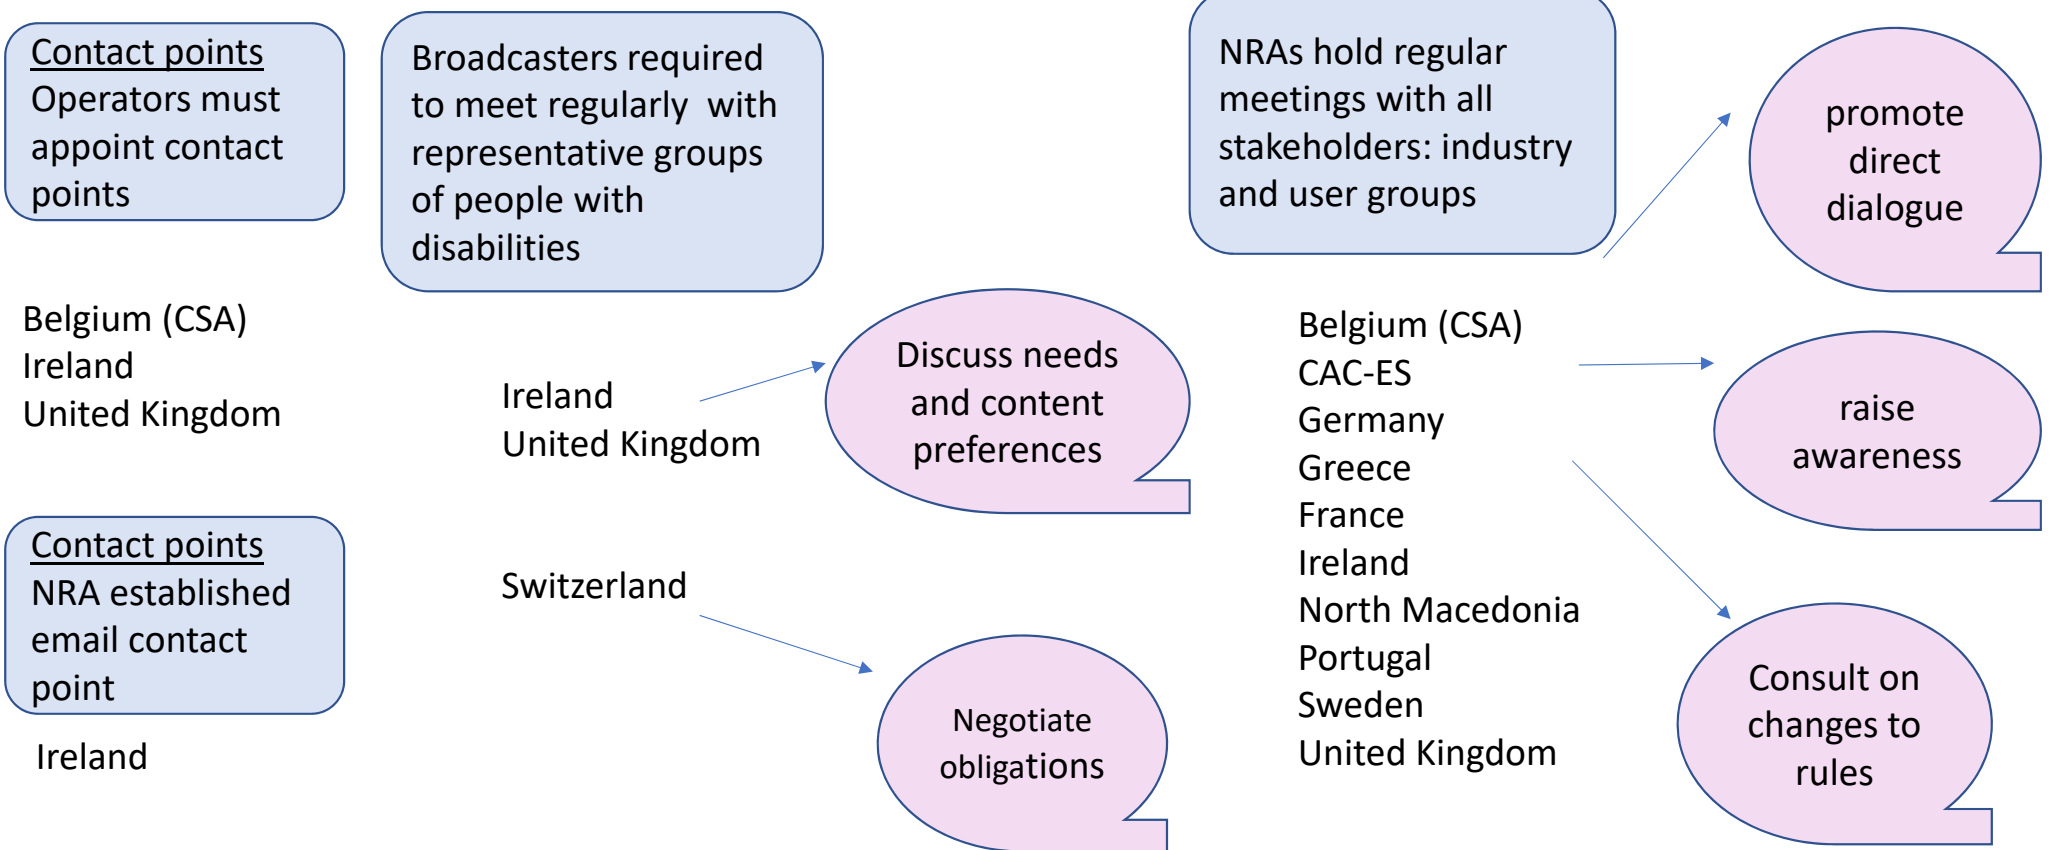 Contact points
Operators must
appoint contact
points
Belgium (CSA)
Ireland
United Kingdom
Contact points
NRA established
email contact
point
Ireland
Broadcasters required
to meet regularly  with
representative groups
of people with
disabilities
Ireland
United Kingdom
Discuss needs
and content
preferences
Switzerland
Negotiate
obligations
NRAs hold regular
meetings with all
stakeholders: industry
and user groups
Belgium (CSA)
CAC-ES
Germany
Greece
France
Ireland
North Macedonia
Portugal
Sweden
United Kingdom
promote
direct
dialogue
raise
awareness
Consult on
changes to
rules